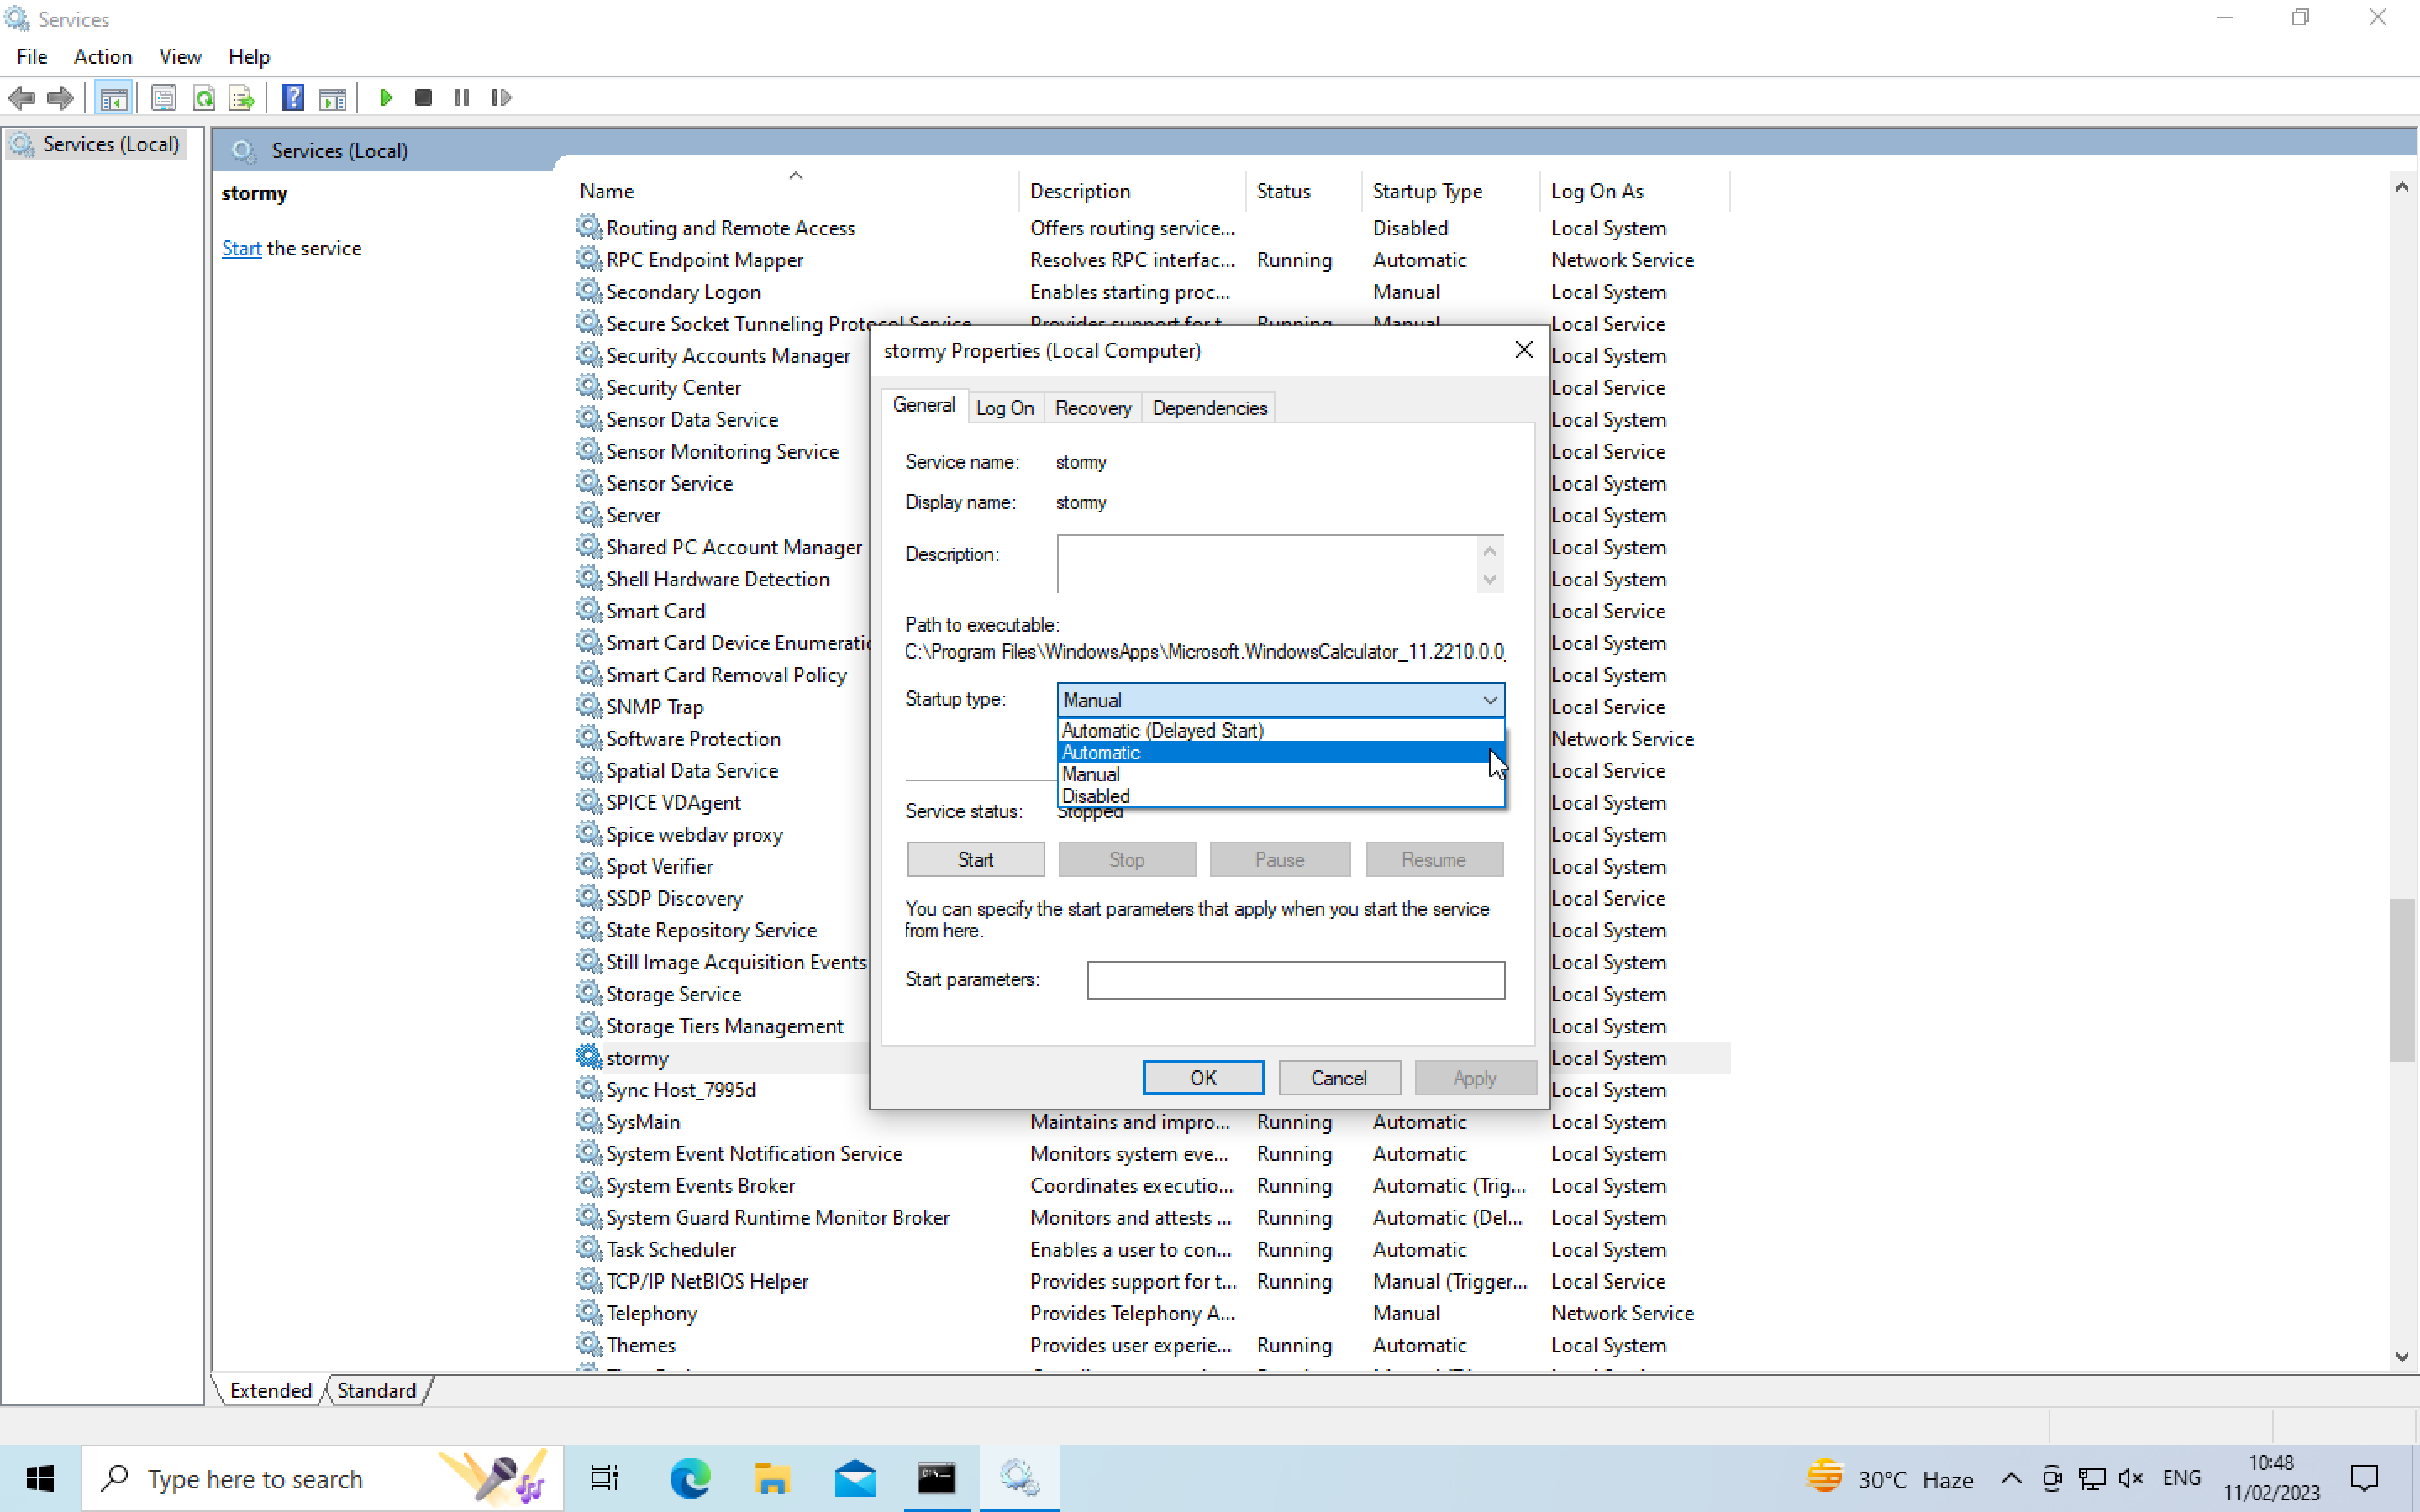 Services
File Action View Help
Services (Local)
Services (Local)
stormy
Start the service
Name Description Status Startup Type Log On As
Routing and Remote Access Offers routing service... Disabled Local System
RPC Endpoint Mapper Resolves RPC interfac... Running Automatic Network Service
Secondary Logon Enables starting proc... Manual Local System
Secure Socket Tunneling Protocol Service Provides support for t... Running Manual Local Service
Security Accounts Manager Local System
Security Center Local Service
Sensor Data Service Local System
Sensor Monitoring Service Local Service
Sensor Service Local System
Server Local System
Shared PC Account Manager Local System
Shell Hardware Detection Local System
Smart Card Local Service
Smart Card Device Enumeratio Local System
Smart Card Removal Policy Local System
SNMP Trap Local Service
Software Protection Network Service
Spatial Data Service Local Service
SPICE VDAgent Local System
Spice webdav proxy Local System
Spot Verifier Local System
SSDP Discovery Local Service
State Repository Service Local System
Still Image Acquisition Events Local System
Storage Service Local System
Storage Tiers Management Local System
stormy Local System
Sync Host_7995d Local System
SysMain Maintains and impro... Running Automatic Local System
System Event Notification Service Monitors system eve... Running Automatic Local System
System Events Broker Coordinates executio... Running Automatic (Trig... Local System
System Guard Runtime Monitor Broker Monitors and attests ... Running Automatic (Del... Local System
Task Scheduler Enables a user to con... Running Automatic Local System
TCP/IP NetBIOS Helper Provides support for t... Running Manual (Trigger... Local Service
Telephony Provides Telephony A... Manual Network Service
Themes Provides user experie... Running Automatic Local System
stormy Properties (Local Computer)
General Log On Recovery Dependencies
Service name: stormy
Display name: stormy
Description:
Path to executable:
C:\Program Files\WindowsApps\Microsoft.WindowsCalculator_11.2210.0.0_
Startup type: Manual
Automatic (Delayed Start)
Automatic
Manual
Disabled
Service status: Stopped
Start Stop Pause Resume
You can specify the start parameters that apply when you start the service
from here.
Start parameters:
OK Cancel Apply
Extended Standard
Type here to search
30°C Haze ENG
10:48
11/02/2023